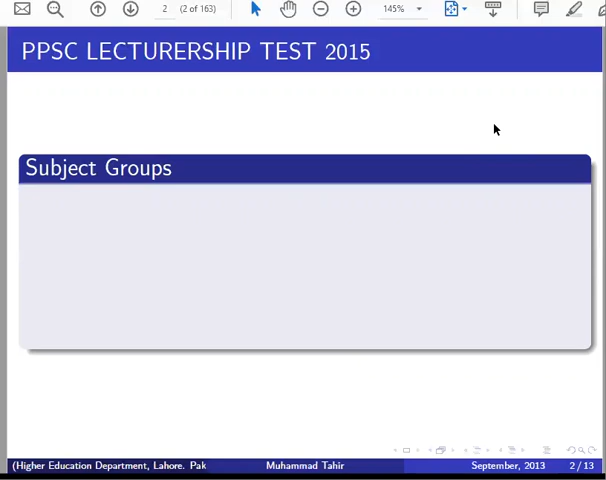 2 (2 of 163) 145%
PPSC LECTURERSHIP TEST 2015
Subject Groups
(Higher Education Department, Lahore. Pak Muhammad Tahir September, 2013 2 / 13